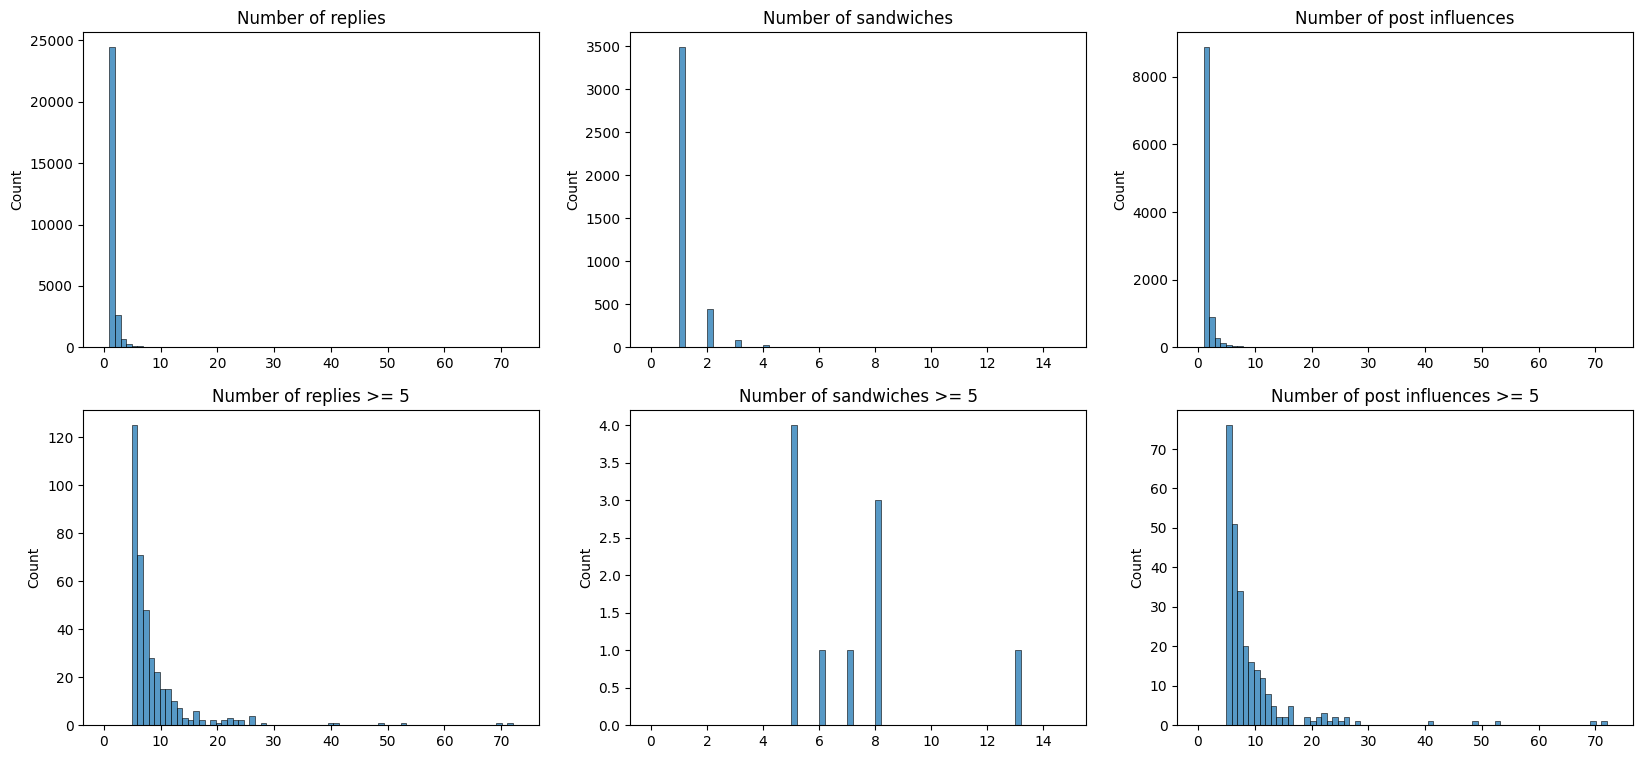 Number of replies
25000
20000
15000
10000
5000
0
Count
0 10 20 30 40 50 60 70
Number of sandwiches
3500
3000
2500
2000
1500
1000
500
0
Count
0 2 4 6 8 10 12 14
Number of post influences
8000
6000
4000
2000
0
Count
0 10 20 30 40 50 60 70
Number of replies >= 5
120
100
80
60
40
20
0
Count
0 10 20 30 40 50 60 70
Number of sandwiches >= 5
4.0
3.5
3.0
2.5
2.0
1.5
1.0
0.5
0.0
Count
0 2 4 6 8 10 12 14
Number of post influences >= 5
70
60
50
40
30
20
10
0
Count
0 10 20 30 40 50 60 70